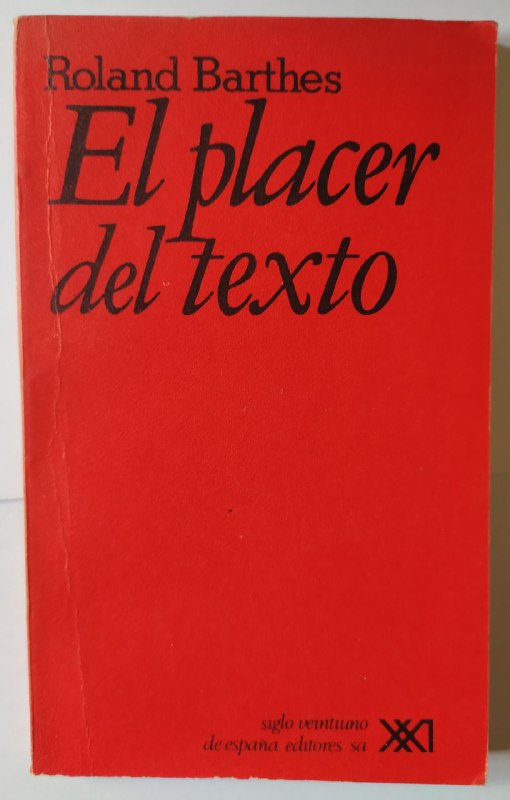 Roland Barthes
El placer
del texto
siglo veintiuno
de españa editores sa
XXI